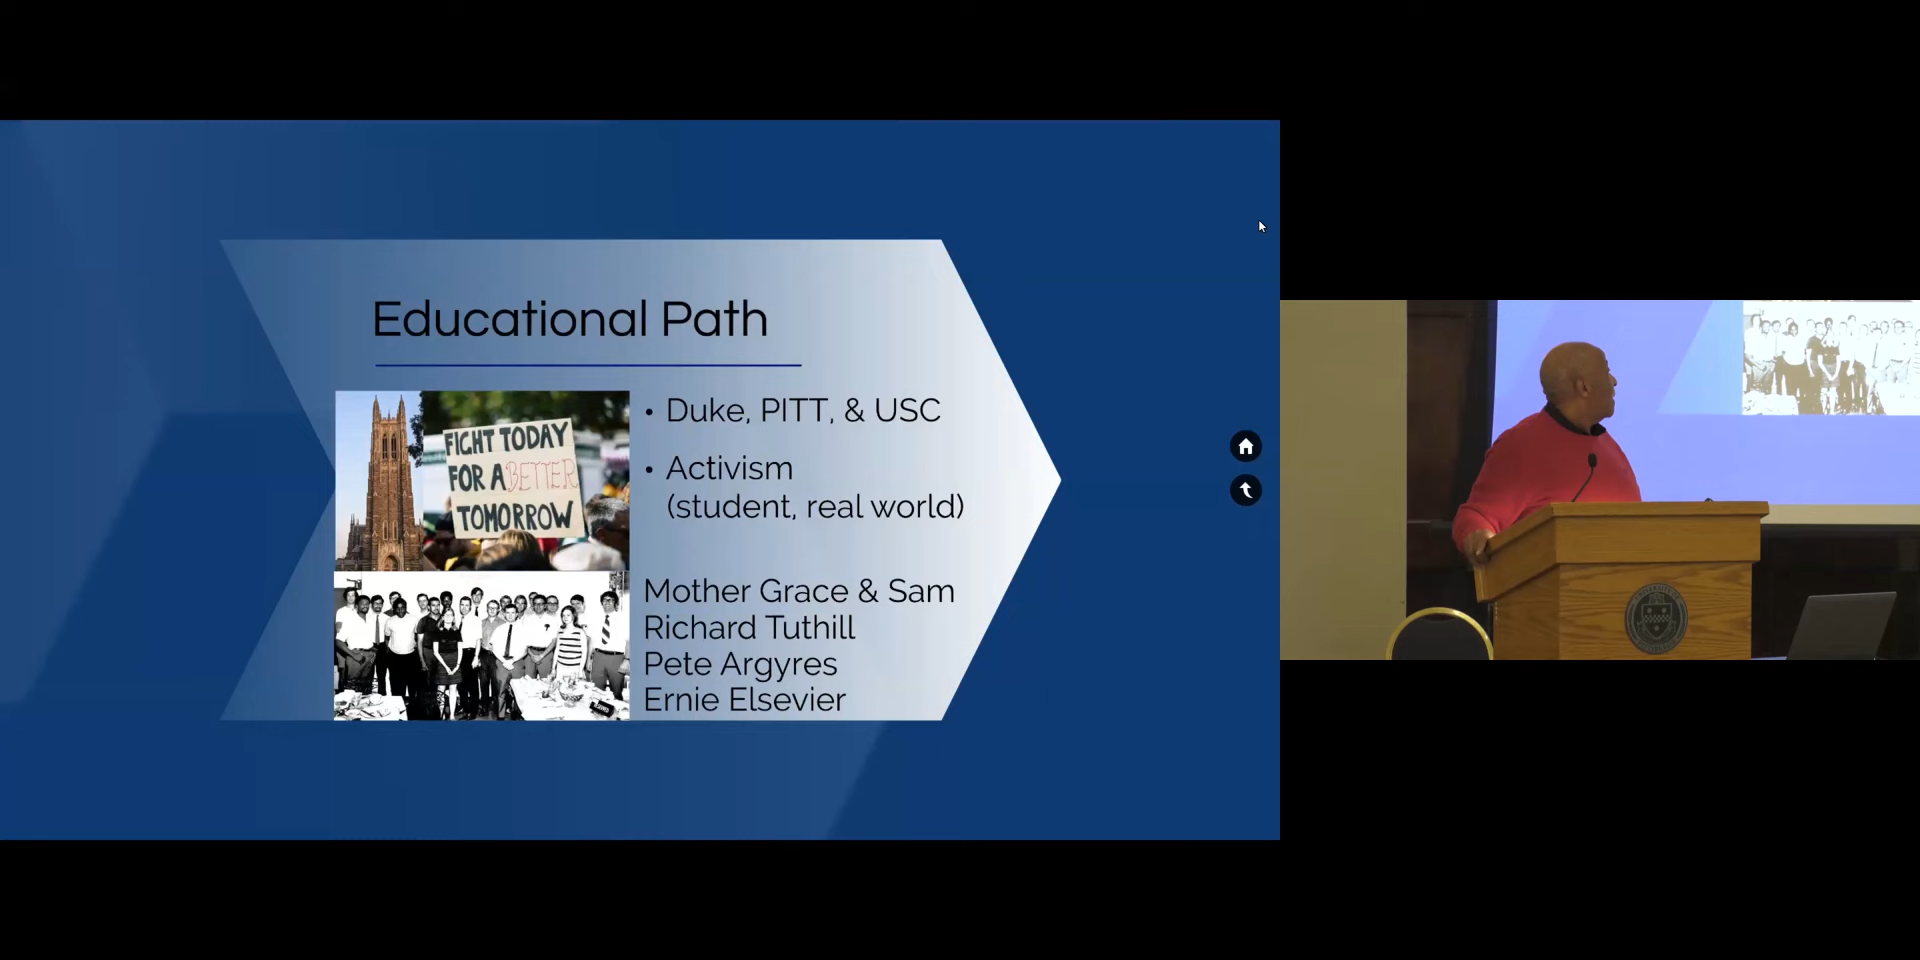 Educational Path
FIGHT TODAY
FOR A BETTER
TOMORROW
• Duke, PITT, & USC
• Activism
(student, real world)
Mother Grace & Sam
Richard Tuthill
Pete Argyres
Ernie Elsevier